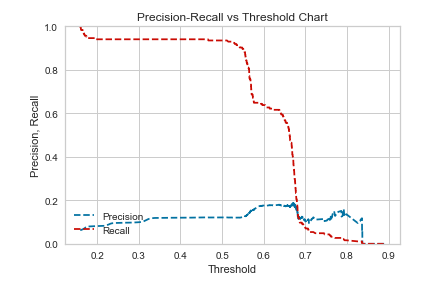 Precision-Recall vs Threshold Chart
1.0
0.8
0.6
0.4
0.2
0.0
Precision, Recall
Precision
Recall
0.2 0.3 0.4 0.5 0.6 0.7 0.8 0.9
Threshold